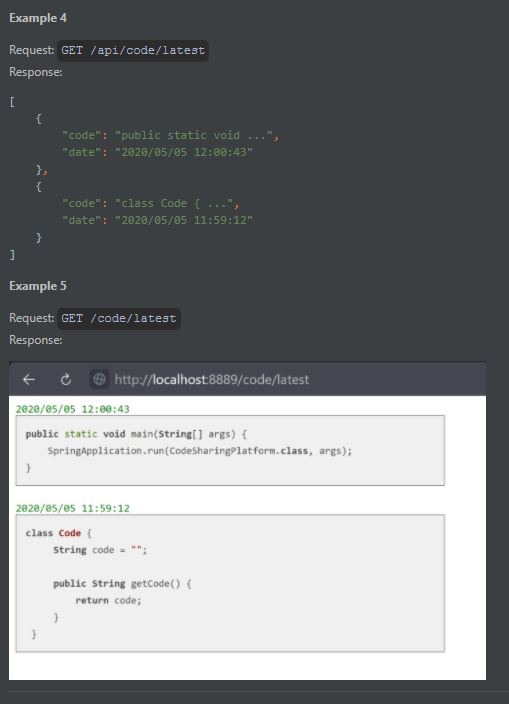 Example 4
Request: GET /api/code/latest
Response:
[
    {
        "code": "public static void ...",
        "date": "2020/05/05 12:00:43"
    },
    {
        "code": "class Code { ...",
        "date": "2020/05/05 11:59:12"
    }
]
Example 5
Request: GET /code/latest
Response:
http://localhost:8889/code/latest
2020/05/05 12:00:43
public static void main(String[] args) {
    SpringApplication.run(CodeSharingPlatform.class, args);
}
2020/05/05 11:59:12
class Code {
    String code = "";
    public String getCode() {
        return code;
    }
}